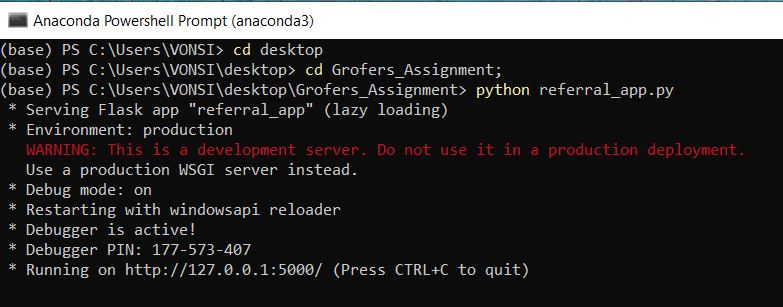 Anaconda Powershell Prompt (anaconda3)
(base) PS C:\Users\VONSI> cd desktop
(base) PS C:\Users\VONSI\desktop> cd Grofers_Assignment;
(base) PS C:\Users\VONSI\desktop\Grofers_Assignment> python referral_app.py
* Serving Flask app "referral_app" (lazy loading)
* Environment: production
WARNING: This is a development server. Do not use it in a production deployment.
Use a production WSGI server instead.
* Debug mode: on
* Restarting with windowsapi reloader
* Debugger is active!
* Debugger PIN: 177-573-407
* Running on http://127.0.0.1:5000/ (Press CTRL+C to quit)